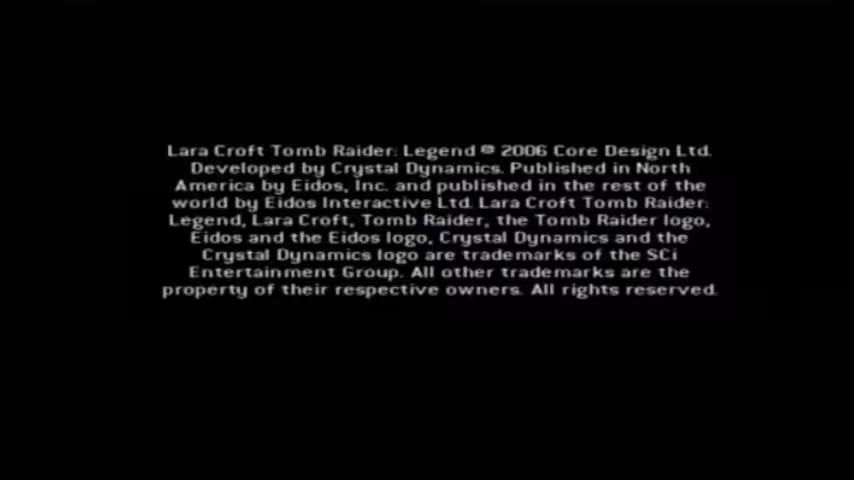 Lara Croft Tomb Raider: Legend © 2006 Core Design Ltd.
Developed by Crystal Dynamics. Published in North
America by Eidos, Inc. and published in the rest of the
world by Eidos Interactive Ltd. Lara Croft Tomb Raider:
Legend, Lara Croft, Tomb Raider, the Tomb Raider logo,
Eidos and the Eidos logo, Crystal Dynamics and the
Crystal Dynamics logo are trademarks of the SCi
Entertainment Group. All other trademarks are the
property of their respective owners. All rights reserved.